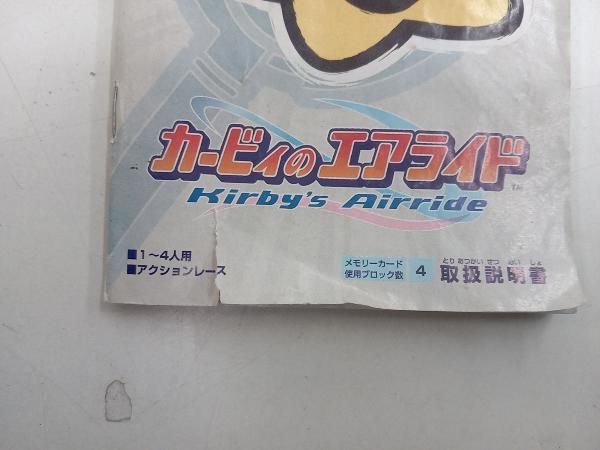 カービィのエアライド
TM
Kirby's Airride
■1〜4人用
■アクションレース
メモリーカード
使用ブロック数 4
とりあつかいせつめいしょ
取扱説明書